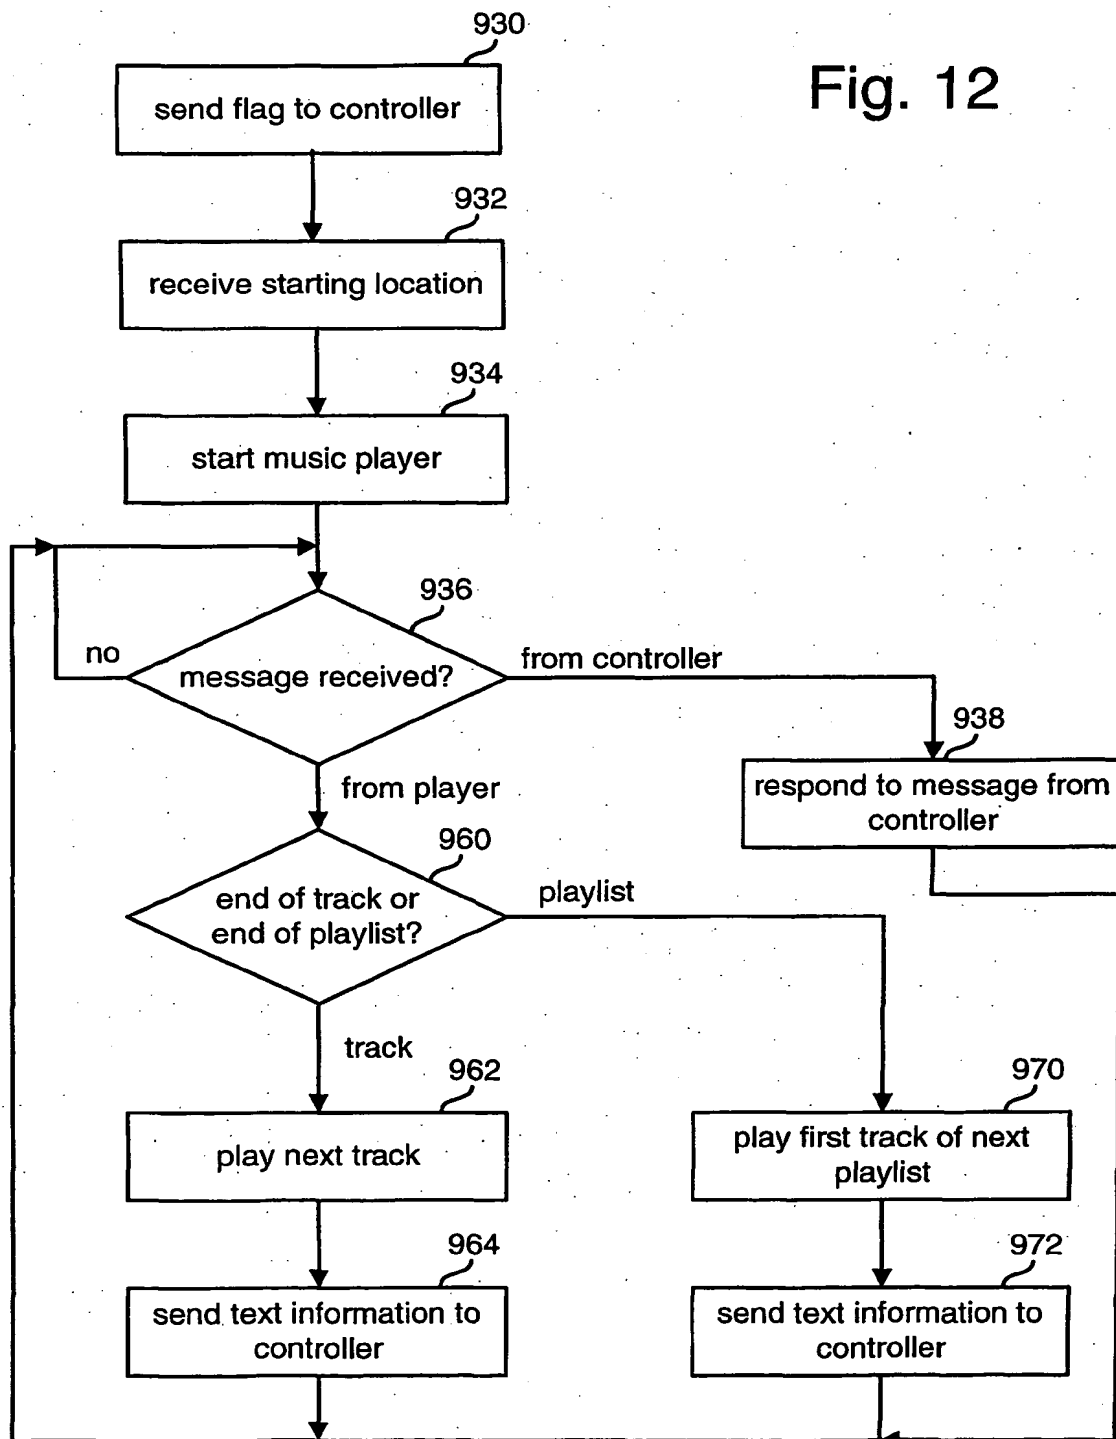 Fig. 12
930
send flag to controller
932
receive starting location
934
start music player
936
message received?
no
from controller
938
respond to message from
controller
from player
960
end of track or
end of playlist?
playlist
track
962
play next track
970
play first track of next
playlist
964
send text information to
controller
972
send text information to
controller